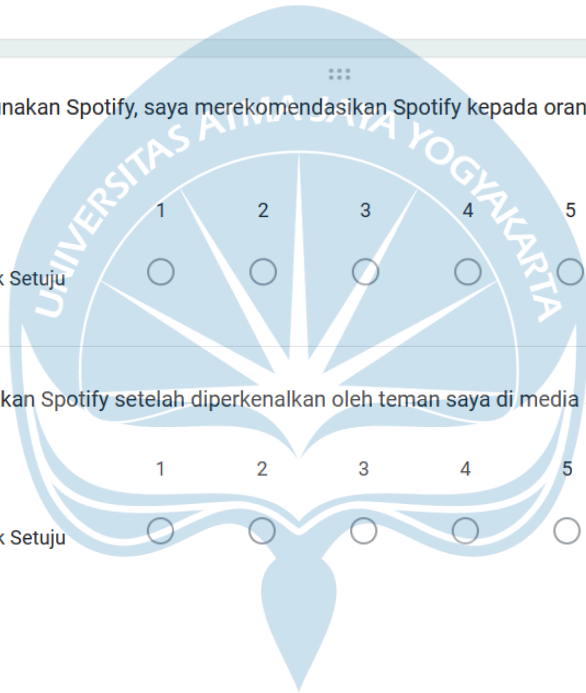 nakan Spotify, saya merekomendasikan Spotify kepada oran
UNIVERSITAS ATMA JAYA YOGYAKARTA
1 2 3 4 5
k Setuju
kan Spotify setelah diperkenalkan oleh teman saya di media
1 2 3 4 5
k Setuju